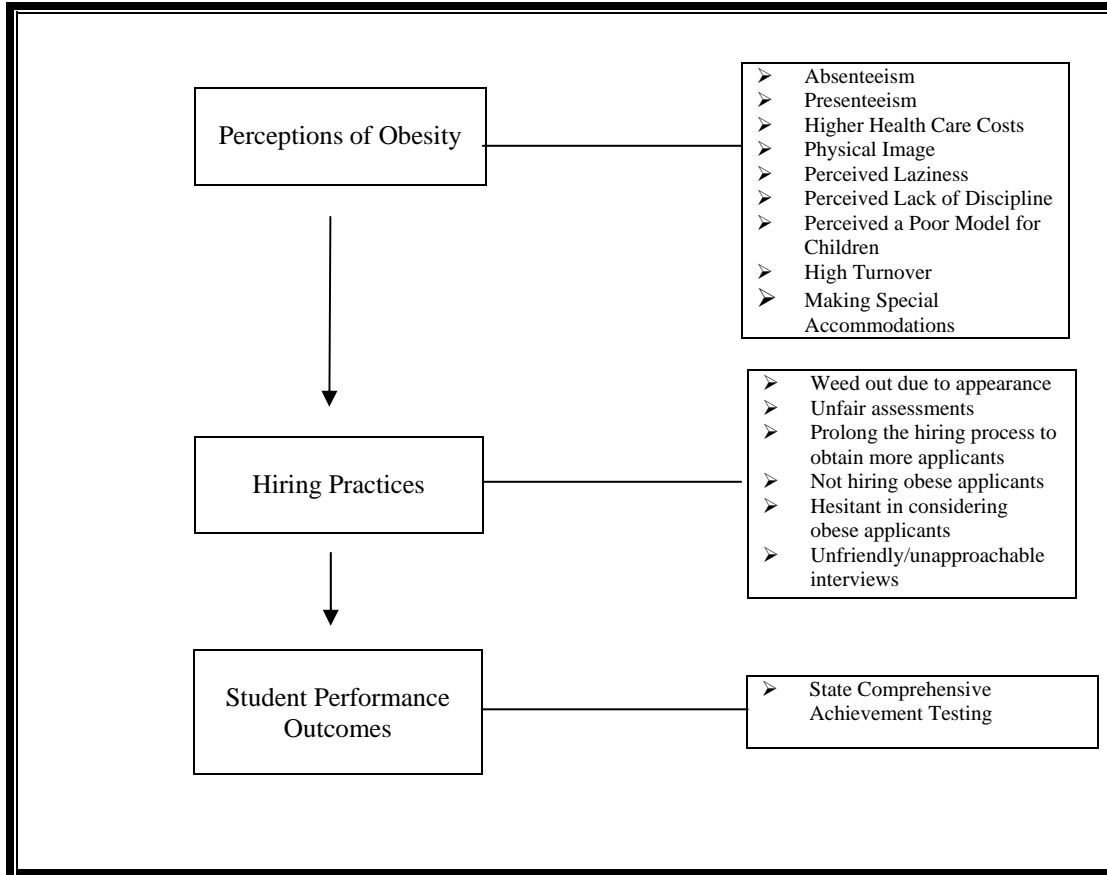 Perceptions of Obesity
➢ Absenteeism
➢ Presenteeism
➢ Higher Health Care Costs
➢ Physical Image
➢ Perceived Laziness
➢ Perceived Lack of Discipline
➢ Perceived a Poor Model for
Children
➢ High Turnover
➢ Making Special
Accommodations
Hiring Practices
➢ Weed out due to appearance
➢ Unfair assessments
➢ Prolong the hiring process to
obtain more applicants
➢ Not hiring obese applicants
➢ Hesitant in considering
obese applicants
➢ Unfriendly/unapproachable
interviews
Student Performance
Outcomes
➢ State Comprehensive
Achievement Testing